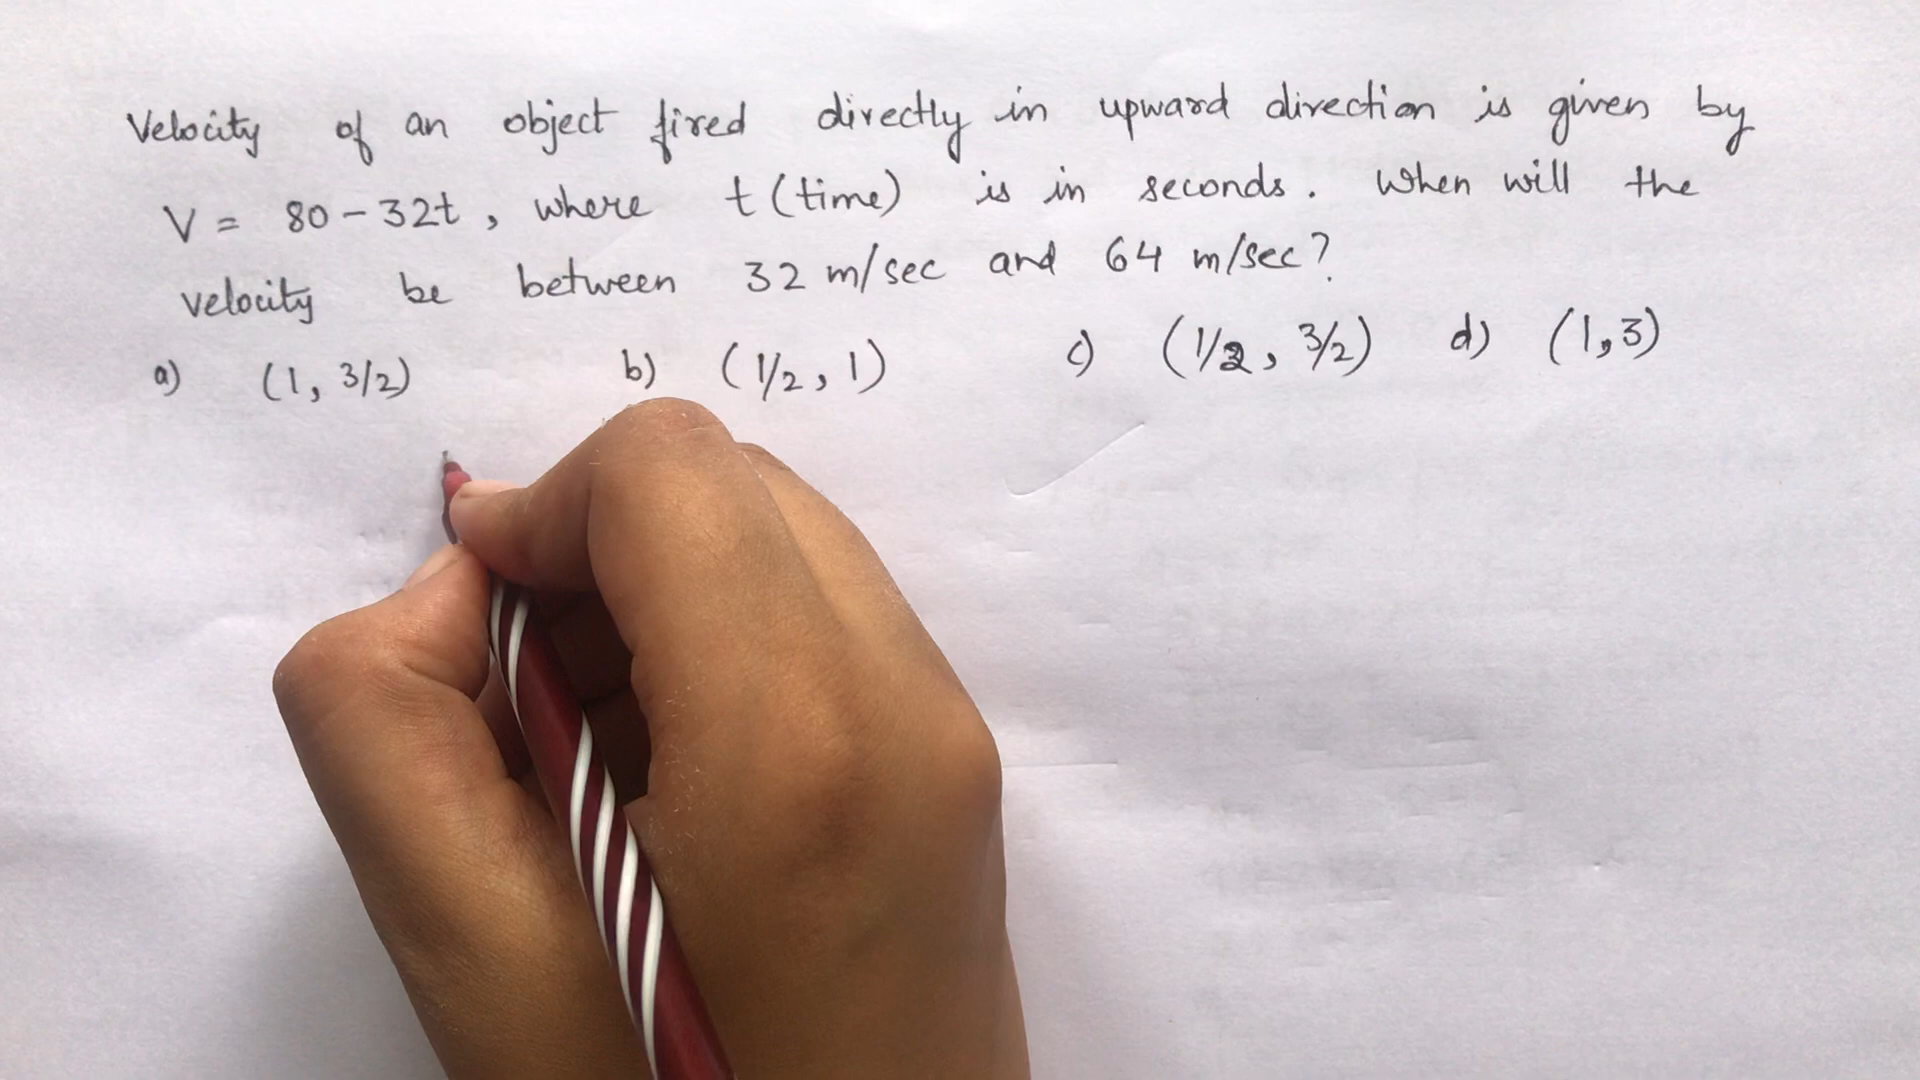 Velocity of an object fired directly in upward direction is given by
V = 80 - 32t, where t (time) is in seconds. When will the
velocity be between 32 m/sec and 64 m/sec?
a) (1, 3/2) b) (1/2, 1) c) (1/2, 3/2) d) (1,3)